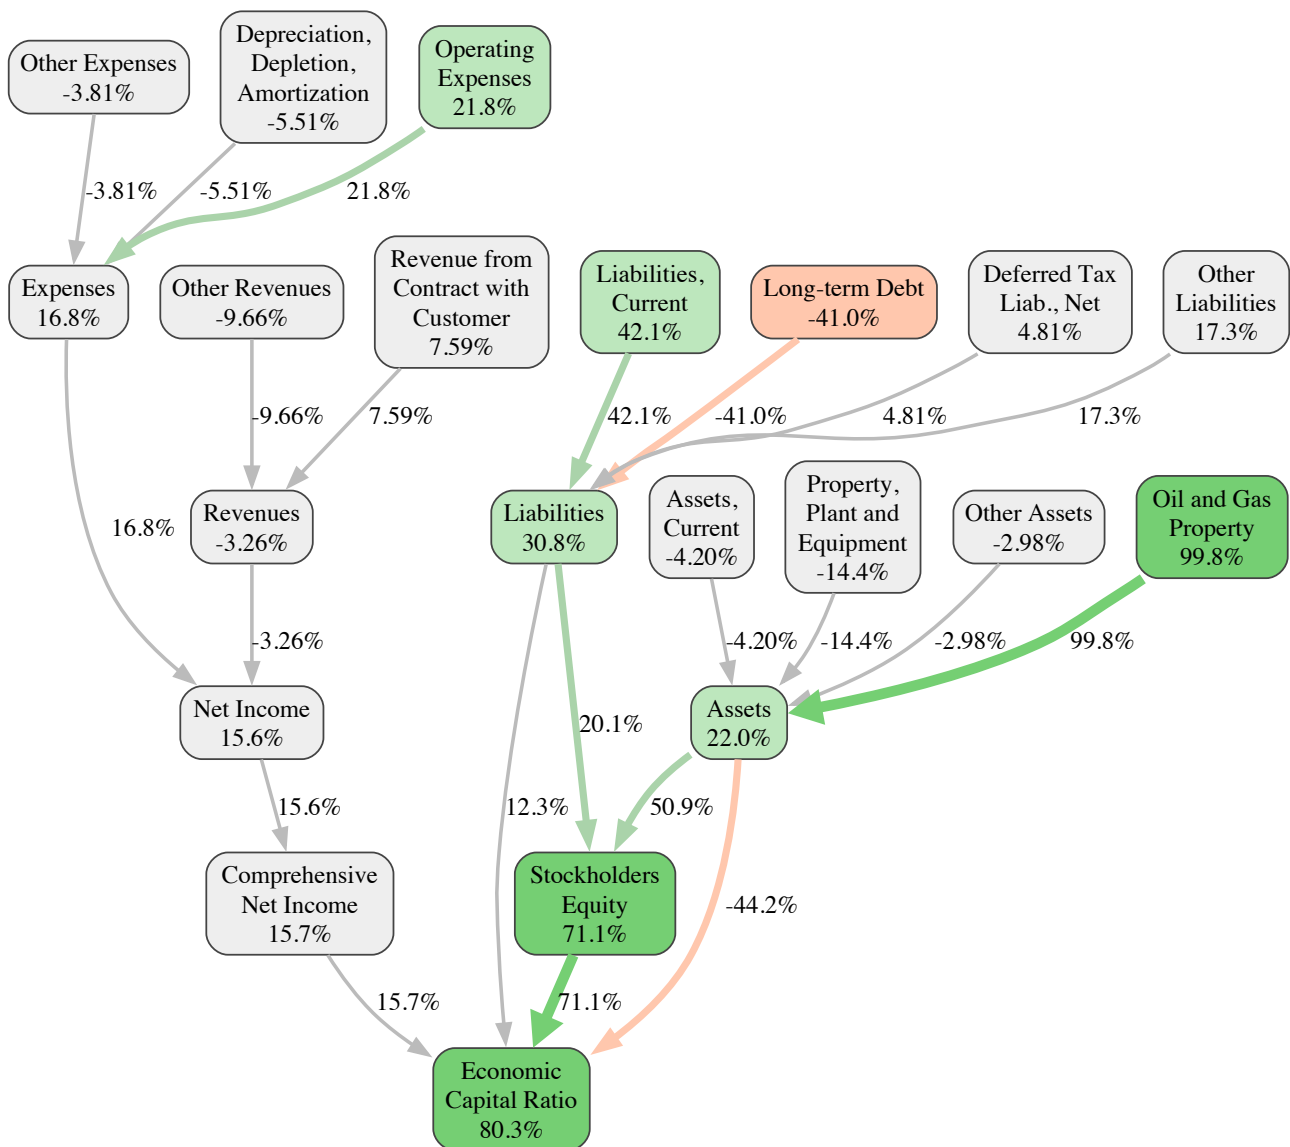 Other Expenses
-3.81%
Depreciation,
Depletion,
Amortization
-5.51%
Operating
Expenses
21.8%
-3.81%
-5.51%
21.8%
Expenses
16.8%
Other Revenues
-9.66%
Revenue from
Contract with
Customer
7.59%
Liabilities,
Current
42.1%
Long-term Debt
-41.0%
Deferred Tax
Liab., Net
4.81%
Other
Liabilities
17.3%
-9.66%
7.59%
42.1%
-41.0%
4.81%
17.3%
16.8%
Revenues
-3.26%
Liabilities
30.8%
Assets,
Current
-4.20%
Property,
Plant and
Equipment
-14.4%
Other Assets
-2.98%
Oil and Gas
Property
99.8%
-3.26%
-4.20%
-14.4%
-2.98%
99.8%
Net Income
15.6%
20.1%
Assets
22.0%
15.6%
12.3%
50.9%
Comprehensive
Net Income
15.7%
Stockholders
Equity
71.1%
-44.2%
15.7%
71.1%
Economic
Capital Ratio
80.3%